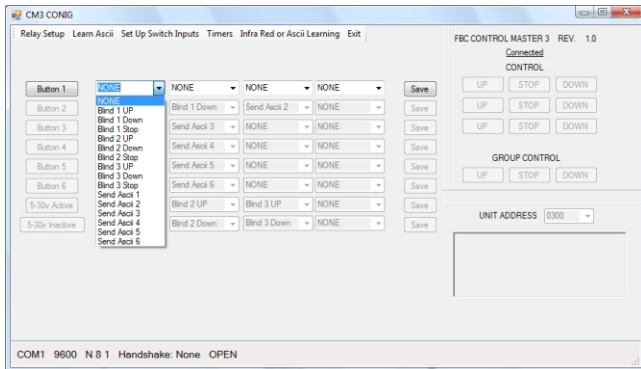 CM3 CONIG
Relay Setup Learn Ascii Set Up Switch Inputs Timers Infra Red or Ascii Learning Exit
FBC CONTROL MASTER 3 REV. 1.0
Connected
CONTROL
Button 1 NONE NONE NONE NONE Save UP STOP DOWN
NONE
Blind 1 UP
Button 2 Blind 1 Down Send Ascii 2 NONE Save UP STOP DOWN
Blind 1 Down
Blind 1 Stop
Button 3 Send Ascii 3 NONE NONE Save UP STOP DOWN
Blind 2 UP
Blind 2 Down
Button 4 Send Ascii 4 NONE NONE Save
Blind 2 Stop
GROUP CONTROL
Blind 3 UP
Button 5 Send Ascii 5 NONE NONE Save UP STOP DOWN
Blind 3 Down
Blind 3 Stop
Button 6 Send Ascii 6 NONE NONE Save
Send Ascii 1
Send Ascii 2
5-30v Active Blind 2 UP Blind 3 UP NONE Save
Send Ascii 3
UNIT ADDRESS 0300
Send Ascii 4
5-30v Inactive Blind 2 Down Blind 3 Down NONE Save
Send Ascii 5
Send Ascii 6
COM1 9600 N 8 1 Handshake: None OPEN